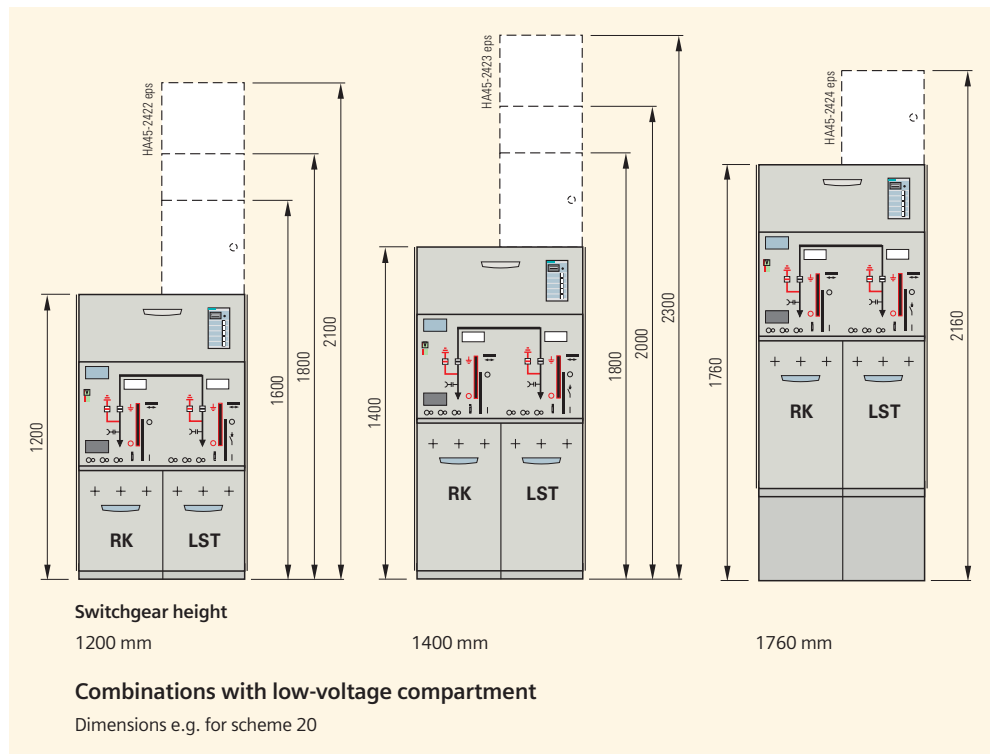 HA45-2422 eps
1200
1600
1800
2100
RK LST
HA45-2423 eps
1400
1800
2000
2300
RK LST
HA45-2424 eps
1760
2160
RK LST
Switchgear height
1200 mm 1400 mm 1760 mm
Combinations with low-voltage compartment
Dimensions e.g. for scheme 20